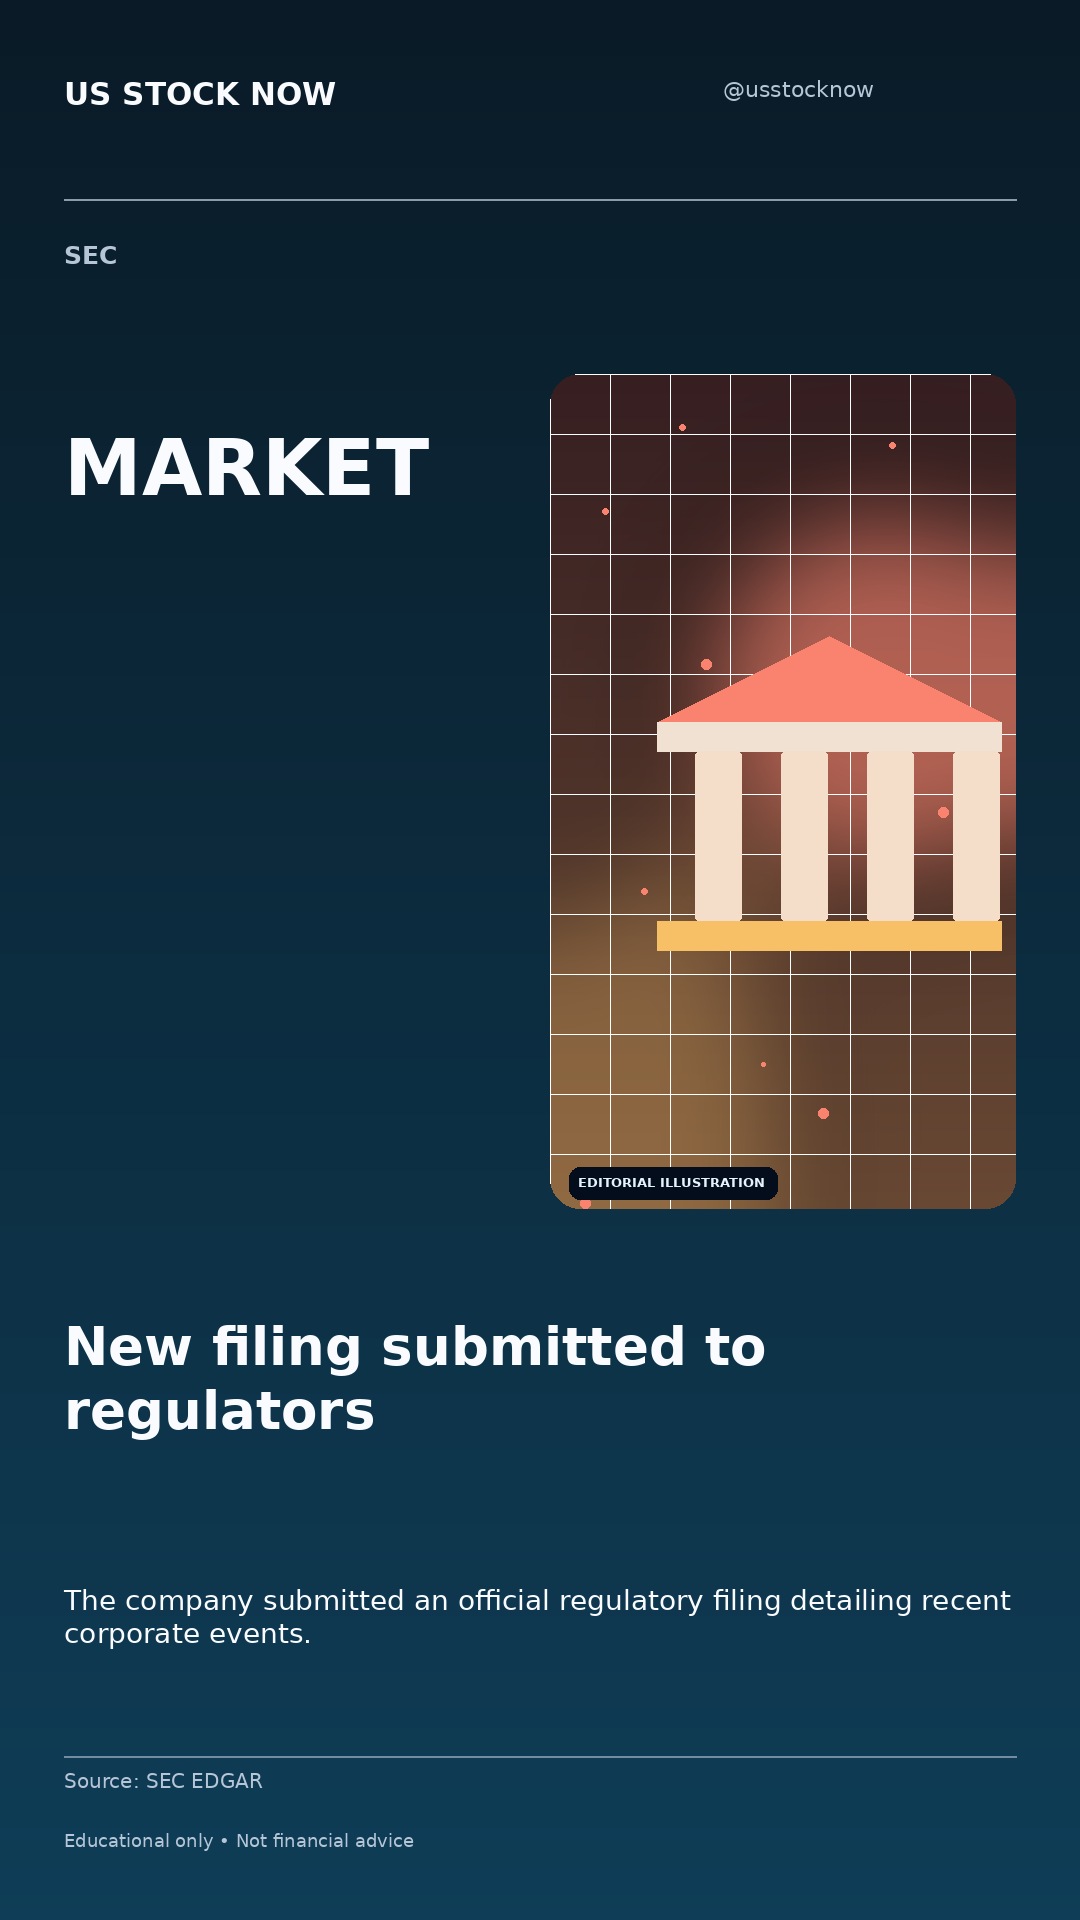 US STOCK NOW
@usstocknow
SEC
MARKET
EDITORIAL ILLUSTRATION
New filing submitted to
regulators
The company submitted an official regulatory filing detailing recent
corporate events.
Source: SEC EDGAR
Educational only • Not financial advice